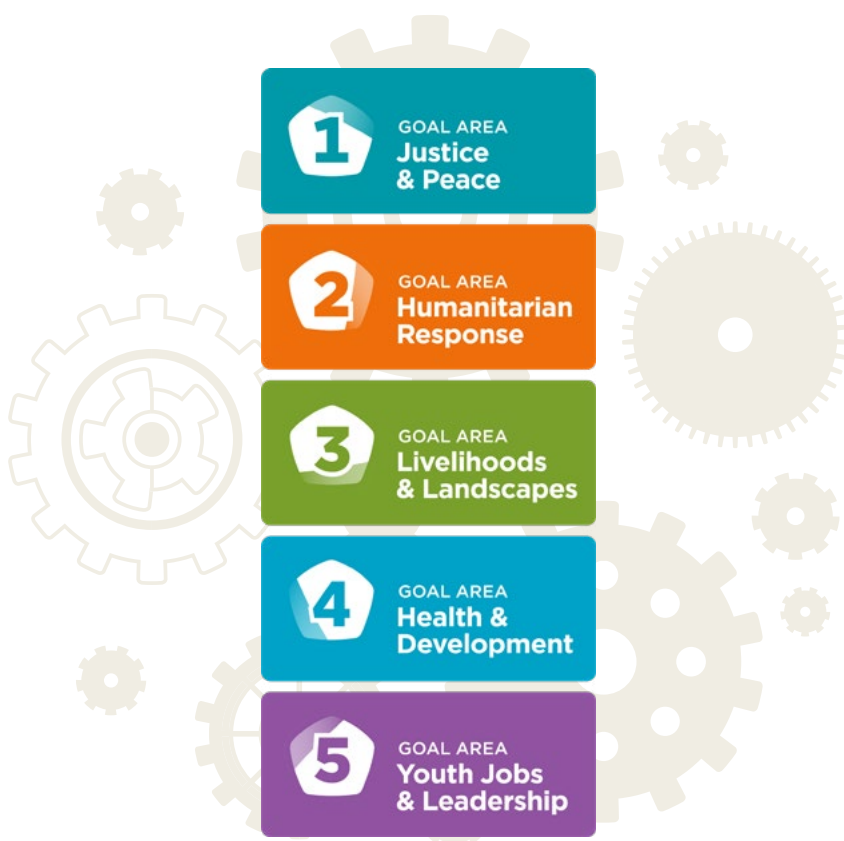 1
GOAL AREA
Justice
& Peace
2
GOAL AREA
Humanitarian
Response
3
GOAL AREA
Livelihoods
& Landscapes
4
GOAL AREA
Health &
Development
5
GOAL AREA
Youth Jobs
& Leadership